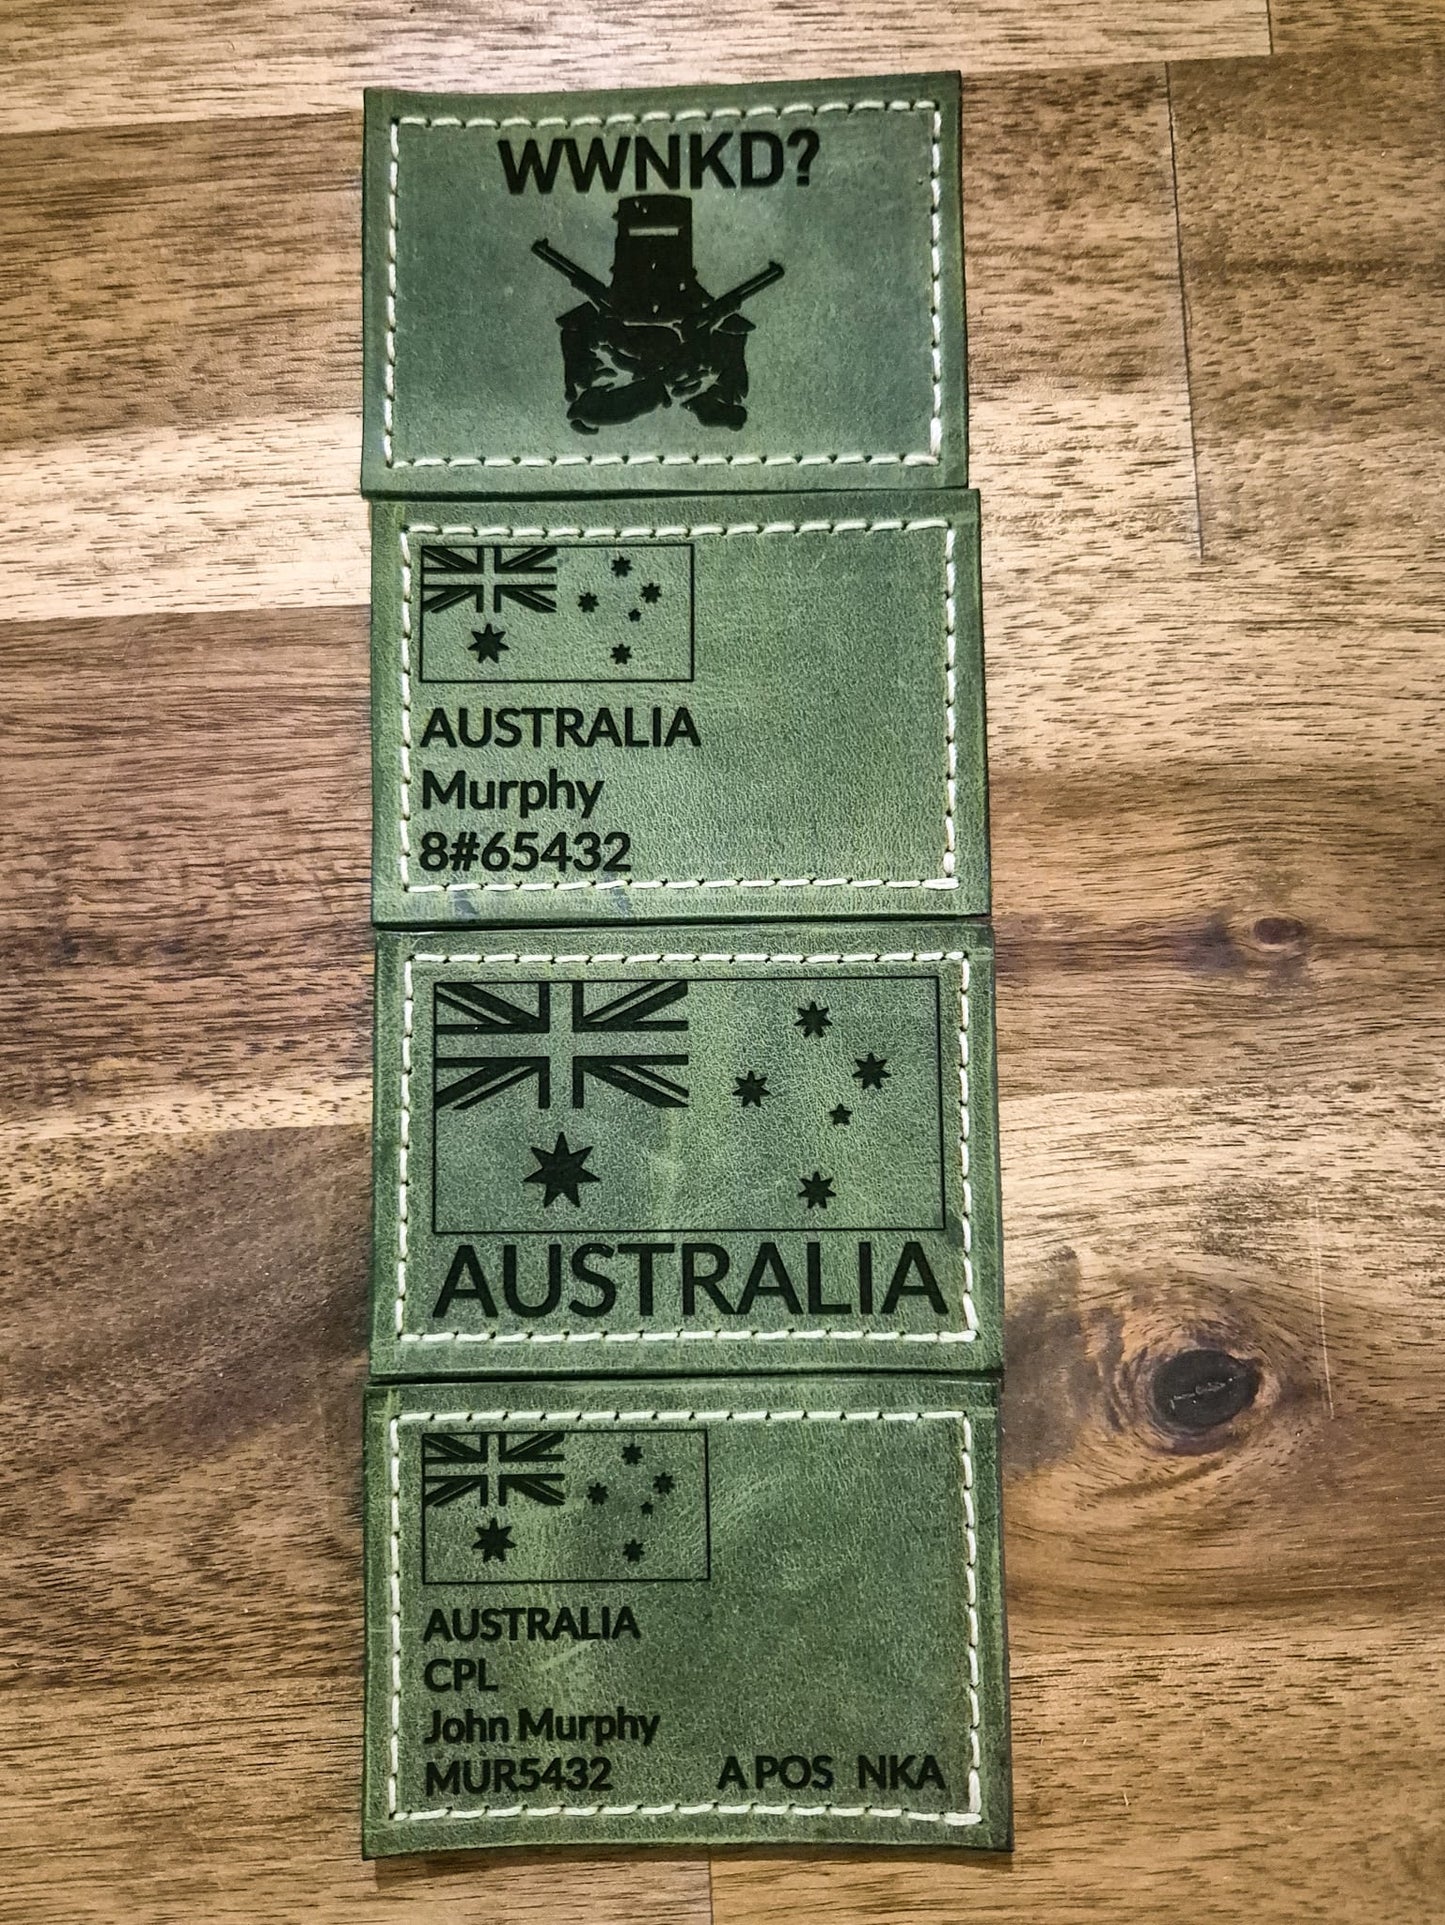 WWNKD?
AUSTRALIA
Murphy
8#65432
AUSTRALIA
AUSTRALIA
CPL
John Murphy
MUR5432 A POS NKA